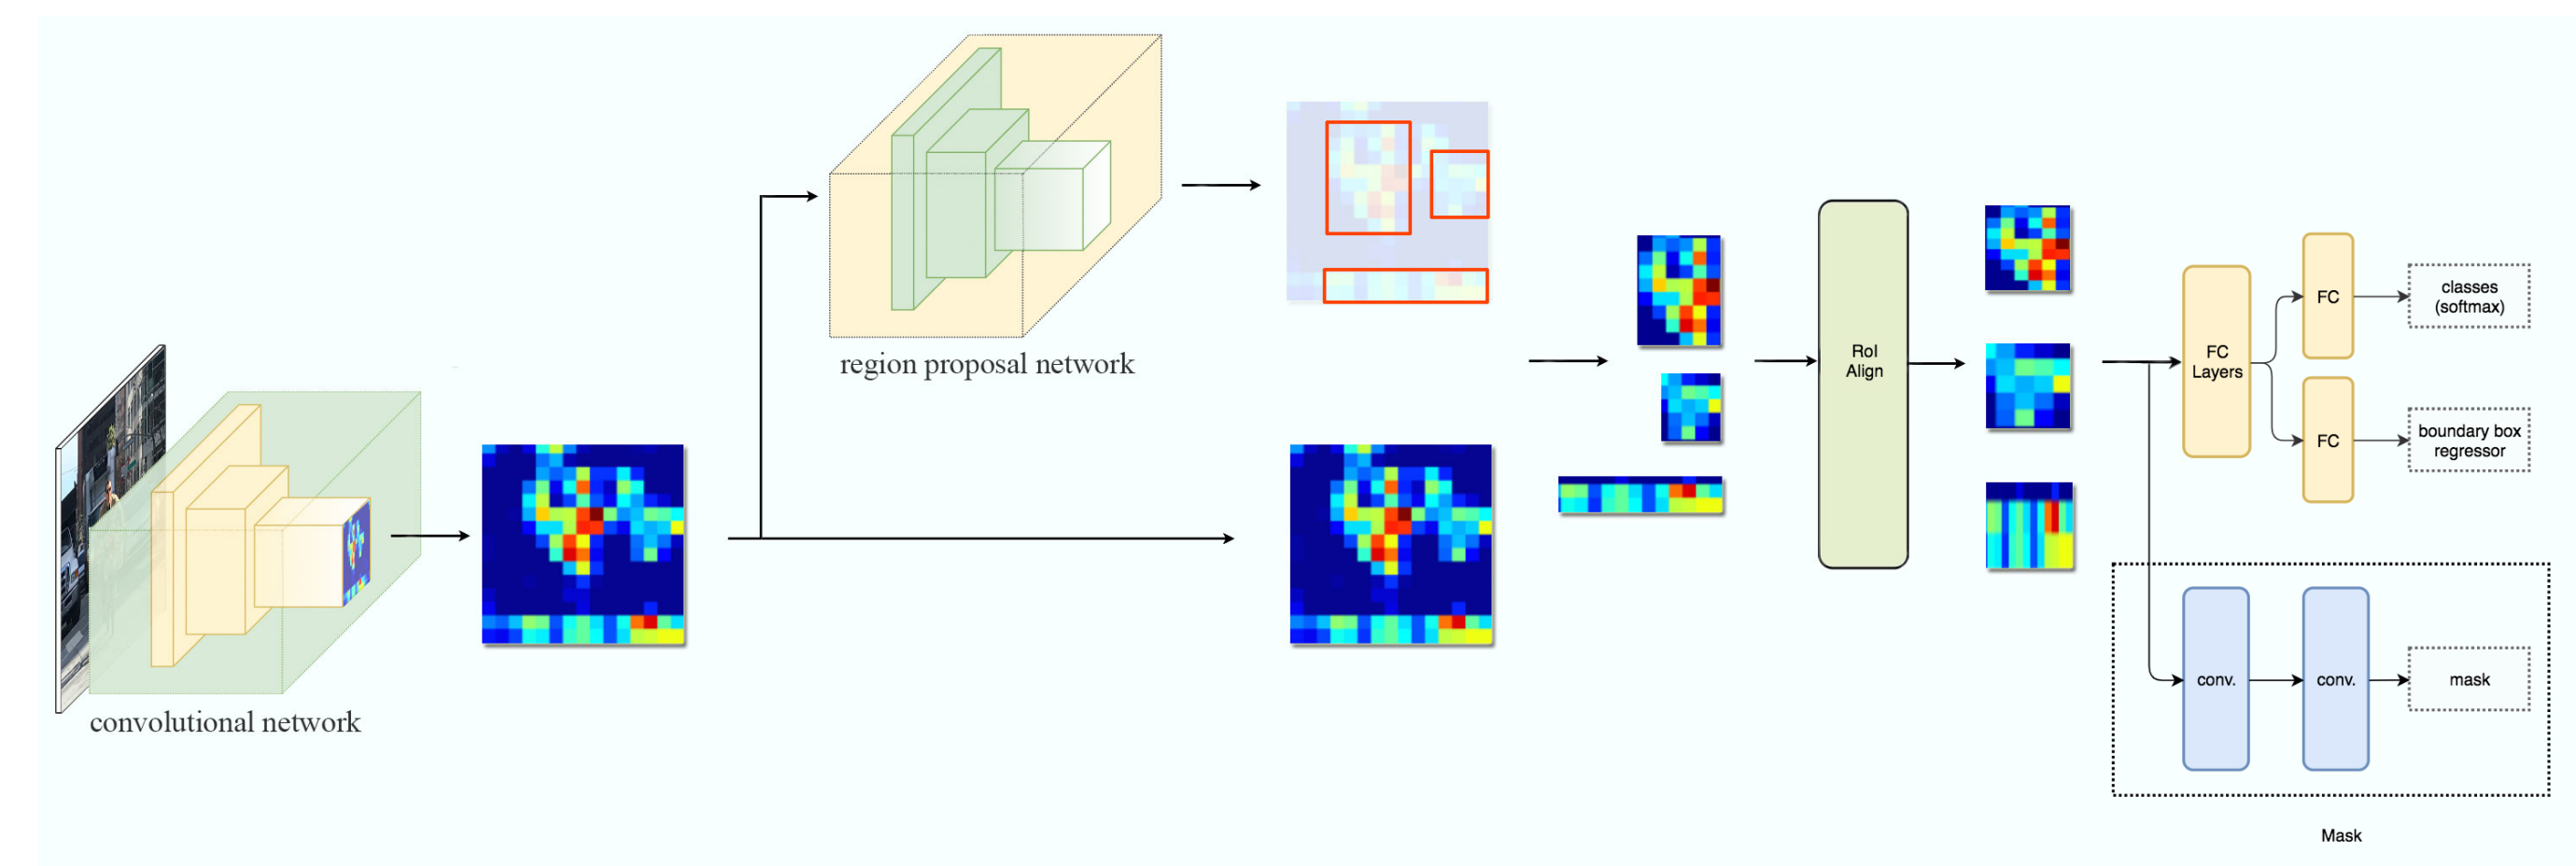 region proposal network
convolutional network
RoI
Align
FC
Layers
FC
classes
(softmax)
FC
boundary box
regressor
conv.
conv.
mask
Mask